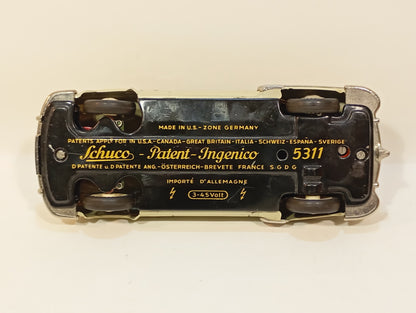 MADE IN U.S. - ZONE GERMANY
PATENTS APPLY FOR IN U.S.A. - CANADA - GREAT BRITAIN - ITALIA - SCHWEIZ - ESPANA - SVERIGE
Schuco - Patent - Ingenico 5311
D. PATENTE u. D. PATENTE ANG. - ÖSTERREICH - BREVETE FRANCE S G D G
IMPORTÉ D'ALLEMAGNE
3-4.5 Volt